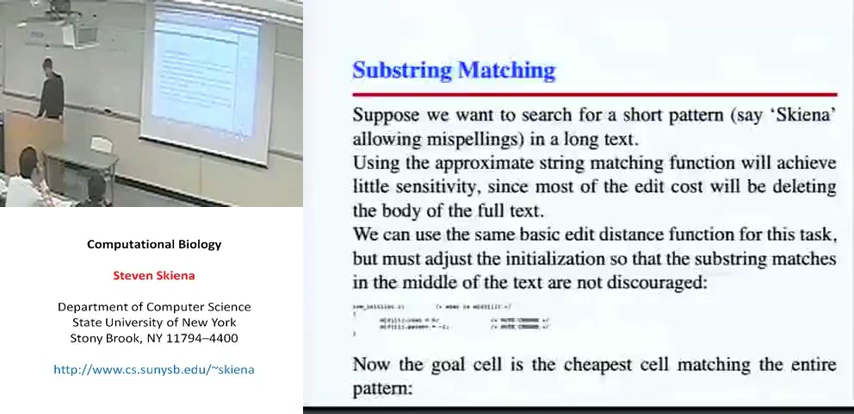 Substring Matching
Suppose we want to search for a short pattern (say ‘Skiena’
allowing mispellings) in a long text.
Using the approximate string matching function will achieve
little sensitivity, since most of the edit cost will be deleting
the body of the full text.
We can use the same basic edit distance function for this task,
but must adjust the initialization so that the substring matches
in the middle of the text are not discouraged:
Now the goal cell is the cheapest cell matching the entire
pattern:
Computational Biology
Steven Skiena
Department of Computer Science
State University of New York
Stony Brook, NY 11794–4400
http://www.cs.sunysb.edu/~skiena